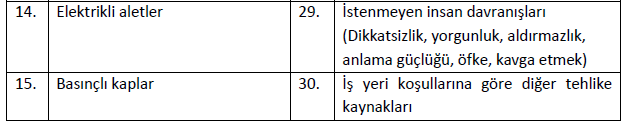 14. Elektrikli aletler 29. İstenmeyen insan davranışları
(Dikkatsizlik, yorgunluk, aldırmazlık,
anlama güçlüğü, öfke, kavga etmek)
15. Basınçlı kaplar 30. İş yeri koşullarına göre diğer tehlike
kaynakları